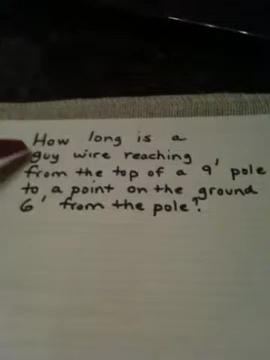 How long is a
guy wire reaching
from the top of a 9' pole
to a point on the ground
6' from the pole?